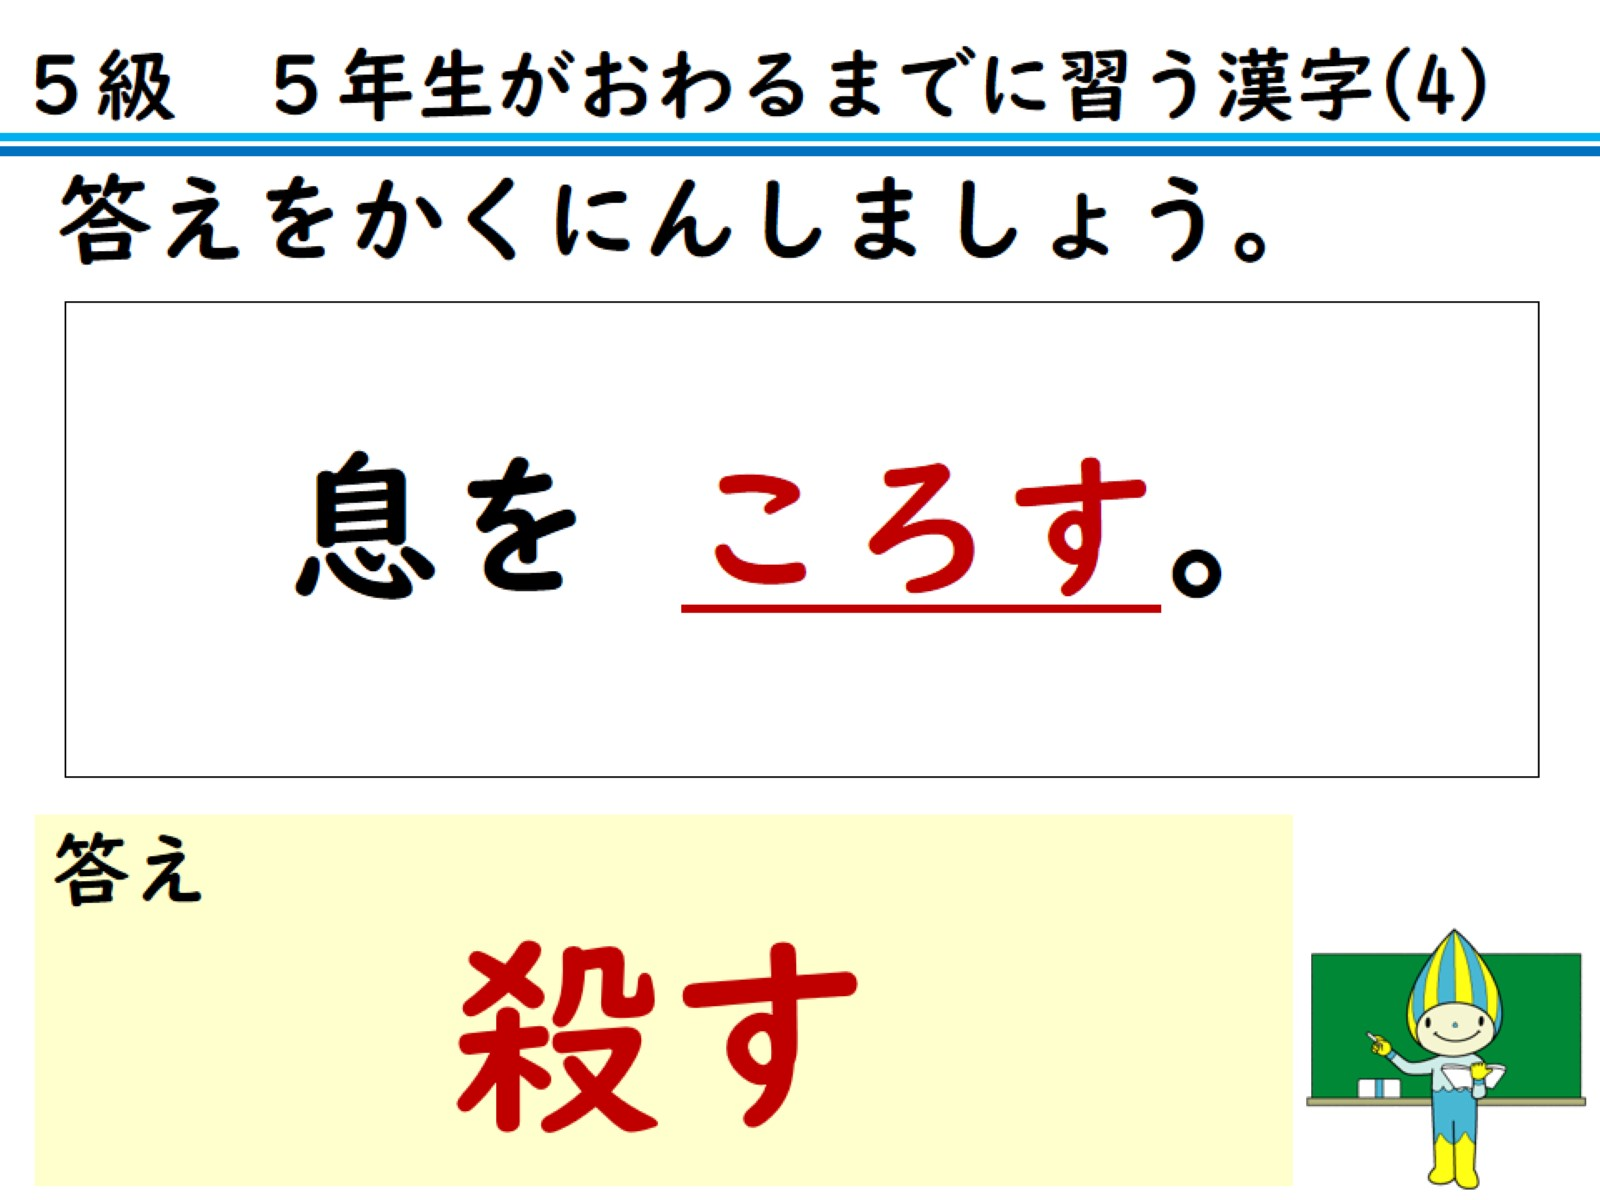 ５級　５年生がおわるまでに習う漢字(4)
答えをかくにんしましょう。
息を ころす。
答え
殺す